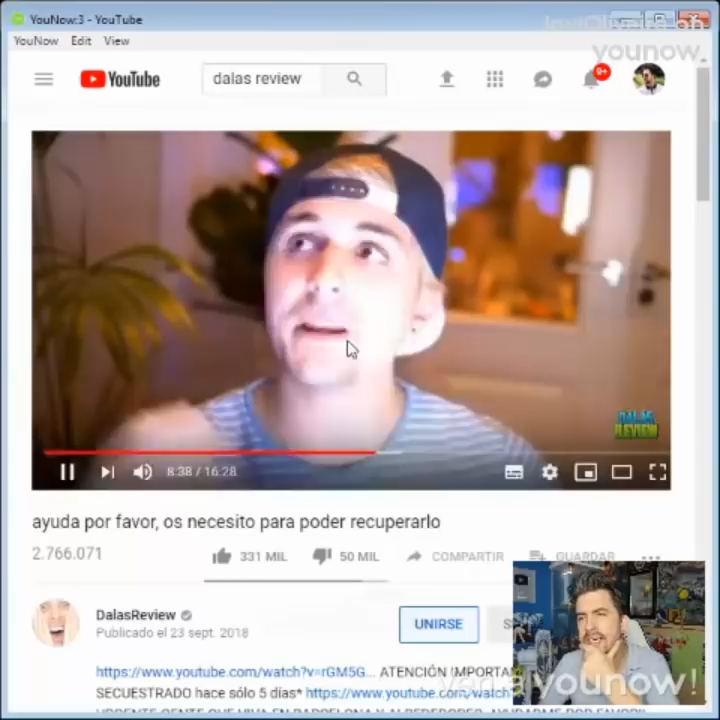 YouNow:3 - YouTube
YouNow Edit View
younow.
YouTube
dalas review
9+
DALAS
REVIEW
8:38 / 16:28
ayuda por favor, os necesito para poder recuperarlo
2.766.071
331 MIL
50 MIL
COMPARTIR
GUARDAR
DalasReview
Publicado el 23 sept. 2018
UNIRSE
https://www.youtube.com/watch?v=rGM5G... ATENCIÓN
SECUESTRADO hace sólo 5 días* https://www.youtube.com/watch
younow!